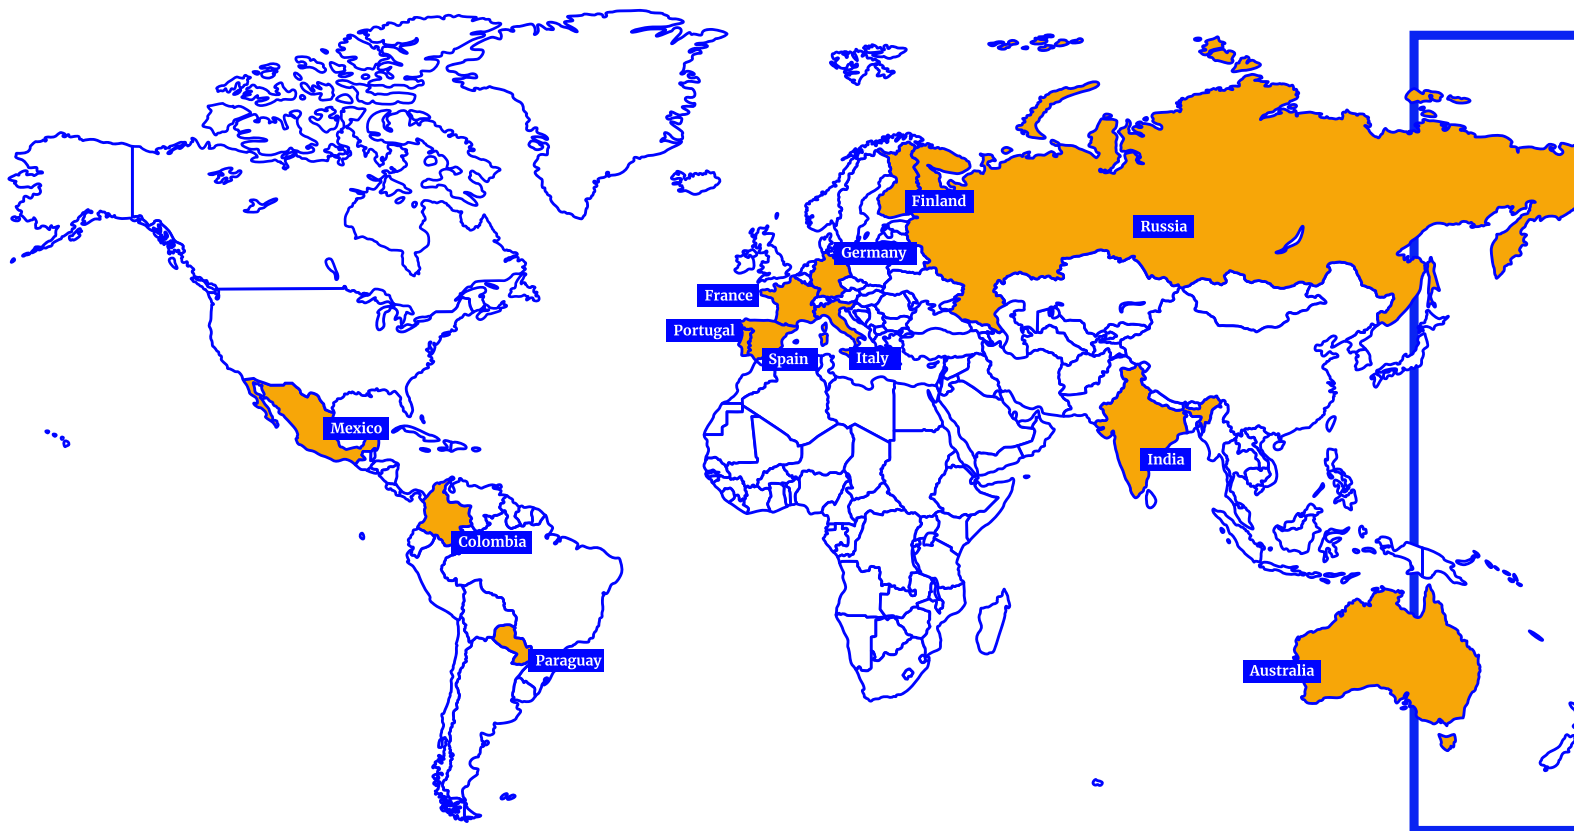 Finland
Russia
Germany
France
Portugal
Spain
Italy
Mexico
India
Colombia
Paraguay
Australia